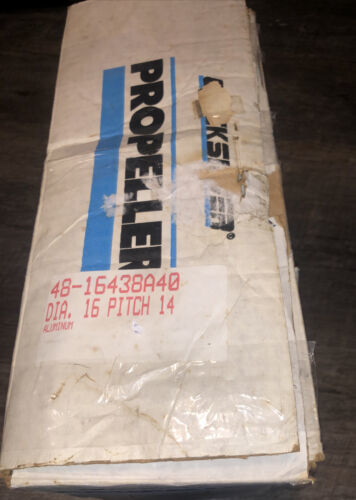 PROPELLER
48-16438A40
DIA. 16 PITCH 14
ALUMINUM